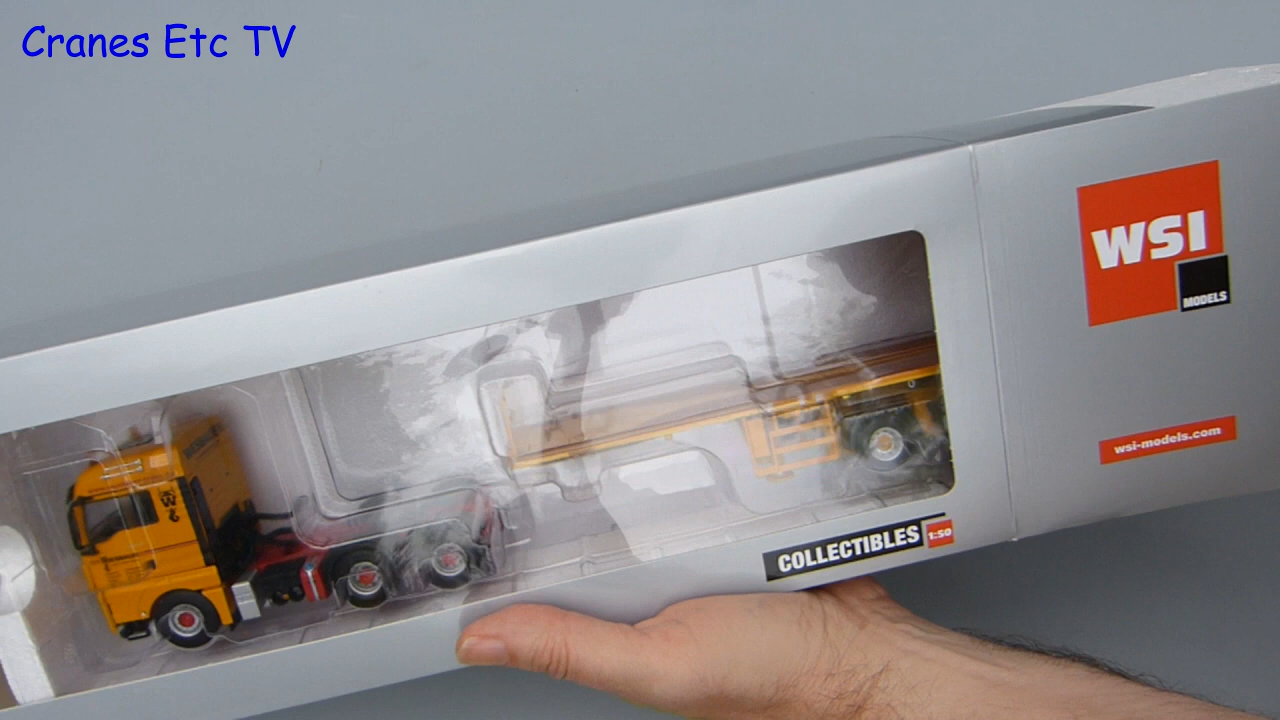 Cranes Etc TV
WSI
MODELS
wsi-models.com
COLLECTIBLES 1:50